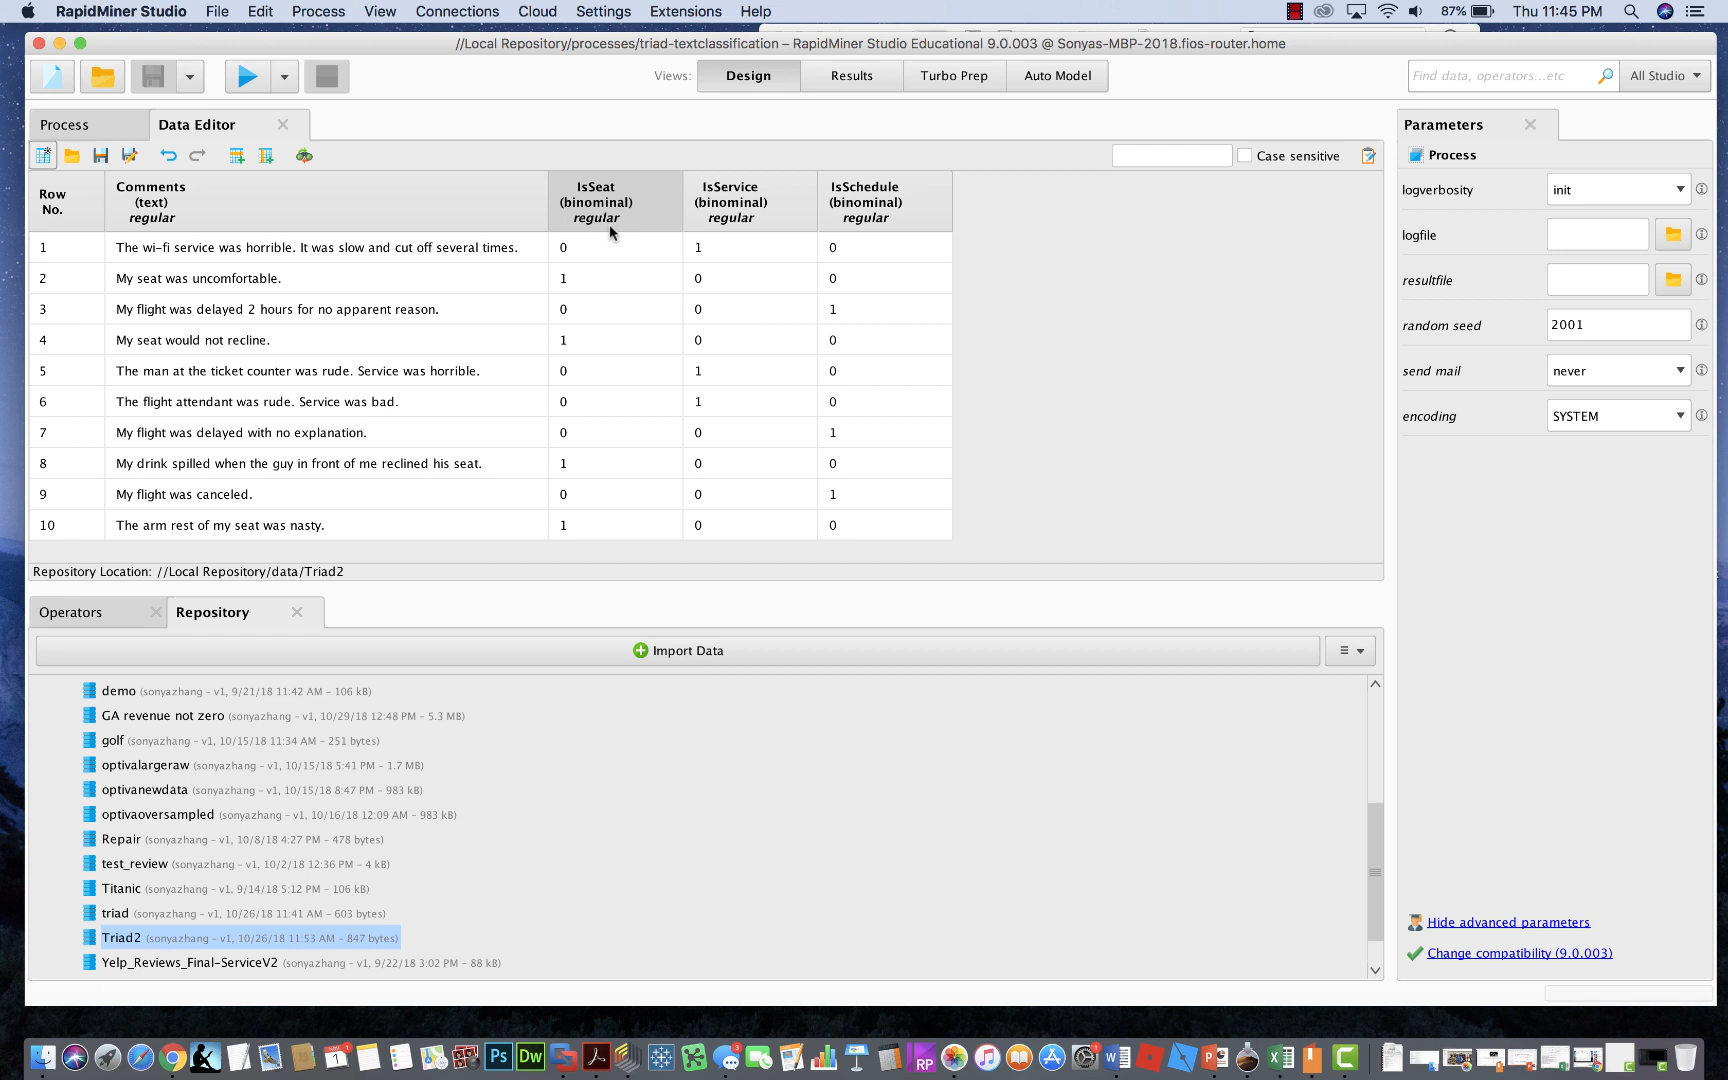 RapidMiner Studio File Edit Process View Connections Cloud Settings Extensions Help 87% Thu 11:45 PM
//Local Repository/processes/triad-textclassification – RapidMiner Studio Educational 9.0.003 @ Sonyas-MBP-2018.fios-router.home
Views: Design Results Turbo Prep Auto Model Find data, operators...etc All Studio
Process Data Editor Parameters
Case sensitive Process
Row No. Comments (text) regular IsSeat (binominal) regular IsService (binominal) regular IsSchedule (binominal) regular
1 The wi-fi service was horrible. It was slow and cut off several times. 0 1 0
2 My seat was uncomfortable. 1 0 0
3 My flight was delayed 2 hours for no apparent reason. 0 0 1
4 My seat would not recline. 1 0 0
5 The man at the ticket counter was rude. Service was horrible. 0 1 0
6 The flight attendant was rude. Service was bad. 0 1 0
7 My flight was delayed with no explanation. 0 0 1
8 My drink spilled when the guy in front of me reclined his seat. 1 0 0
9 My flight was canceled. 0 0 1
10 The arm rest of my seat was nasty. 1 0 0
Repository Location: //Local Repository/data/Triad2
logverbosity init
logfile
resultfile
random seed 2001
send mail never
encoding SYSTEM
Hide advanced parameters
Change compatibility (9.0.003)
Operators Repository
Import Data
demo (sonyazhang – v1, 9/21/18 11:42 AM – 106 kB)
GA revenue not zero (sonyazhang – v1, 10/29/18 12:48 PM – 5.3 MB)
golf (sonyazhang – v1, 10/15/18 11:34 AM – 251 bytes)
optivalargeraw (sonyazhang – v1, 10/15/18 5:41 PM – 1.7 MB)
optivanewdata (sonyazhang – v1, 10/15/18 8:47 PM – 983 kB)
optivaoversampled (sonyazhang – v1, 10/16/18 12:09 AM – 983 kB)
Repair (sonyazhang – v1, 10/8/18 4:27 PM – 478 bytes)
test_review (sonyazhang – v1, 10/2/18 12:36 PM – 4 kB)
Titanic (sonyazhang – v1, 9/14/18 5:12 PM – 106 kB)
triad (sonyazhang – v1, 10/26/18 11:41 AM – 603 bytes)
Triad2 (sonyazhang – v1, 10/26/18 11:53 AM – 847 bytes)
Yelp_Reviews_Final-ServiceV2 (sonyazhang – v1, 9/22/18 3:02 PM – 88 kB)
Ps Dw RP